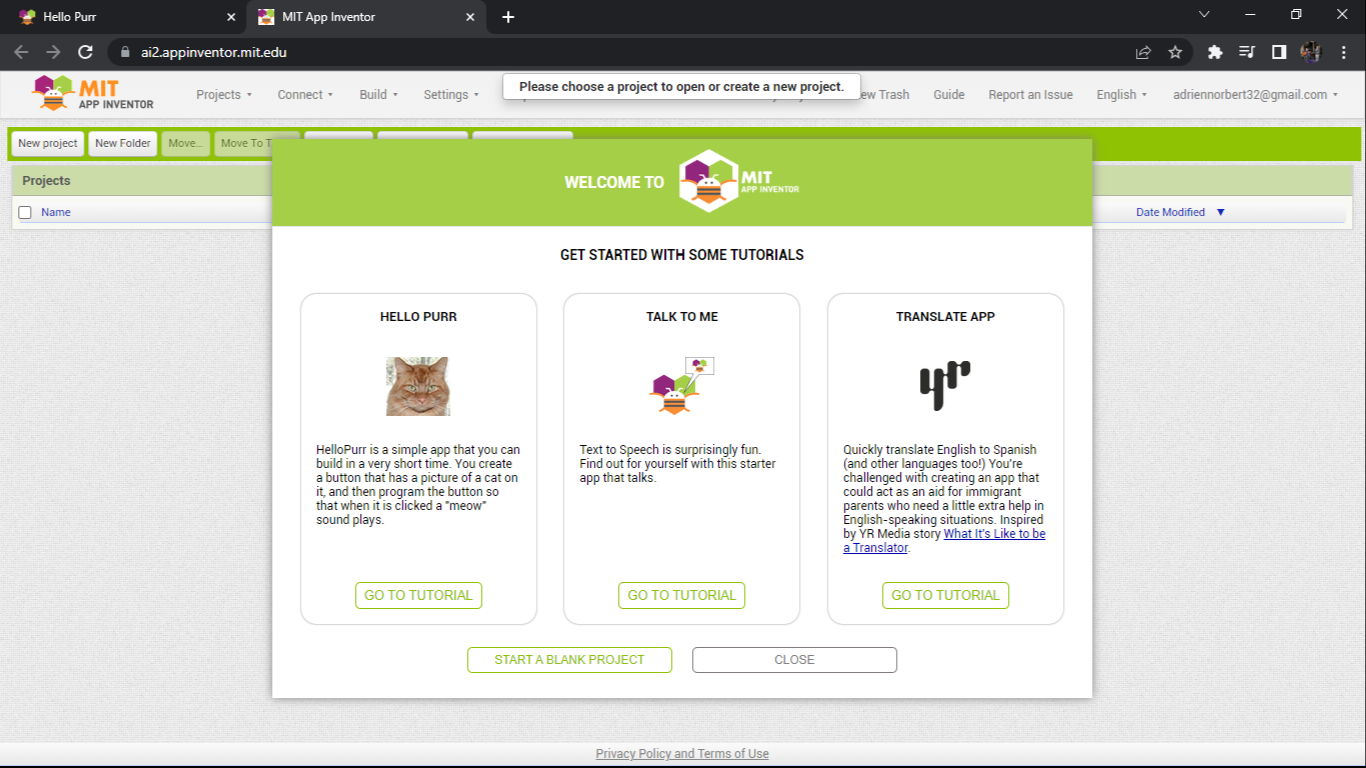 Hello Purr
MIT App Inventor
ai2.appinventor.mit.edu
MIT
APP INVENTOR
Projects
Connect
Build
Settings
Please choose a project to open or create a new project.
Trash
Guide
Report an Issue
English
adriennorbert32@gmail.com
New project
New Folder
Move...
Move To T
Projects
Name
Date Modified
WELCOME TO
MIT
APP INVENTOR
GET STARTED WITH SOME TUTORIALS
HELLO PURR
HelloPurr is a simple app that you can
build in a very short time. You create
a button that has a picture of a cat on
it, and then program the button so
that when it is clicked a "meow"
sound plays.
GO TO TUTORIAL
TALK TO ME
Text to Speech is surprisingly fun.
Find out for yourself with this starter
app that talks.
GO TO TUTORIAL
TRANSLATE APP
yr
Quickly translate English to Spanish
(and other languages too!) You're
challenged with creating an app that
could act as an aid for immigrant
parents who need a little extra help in
English-speaking situations. Inspired
by YR Media story What It's Like to be
a Translator.
GO TO TUTORIAL
START A BLANK PROJECT
CLOSE
Privacy Policy and Terms of Use